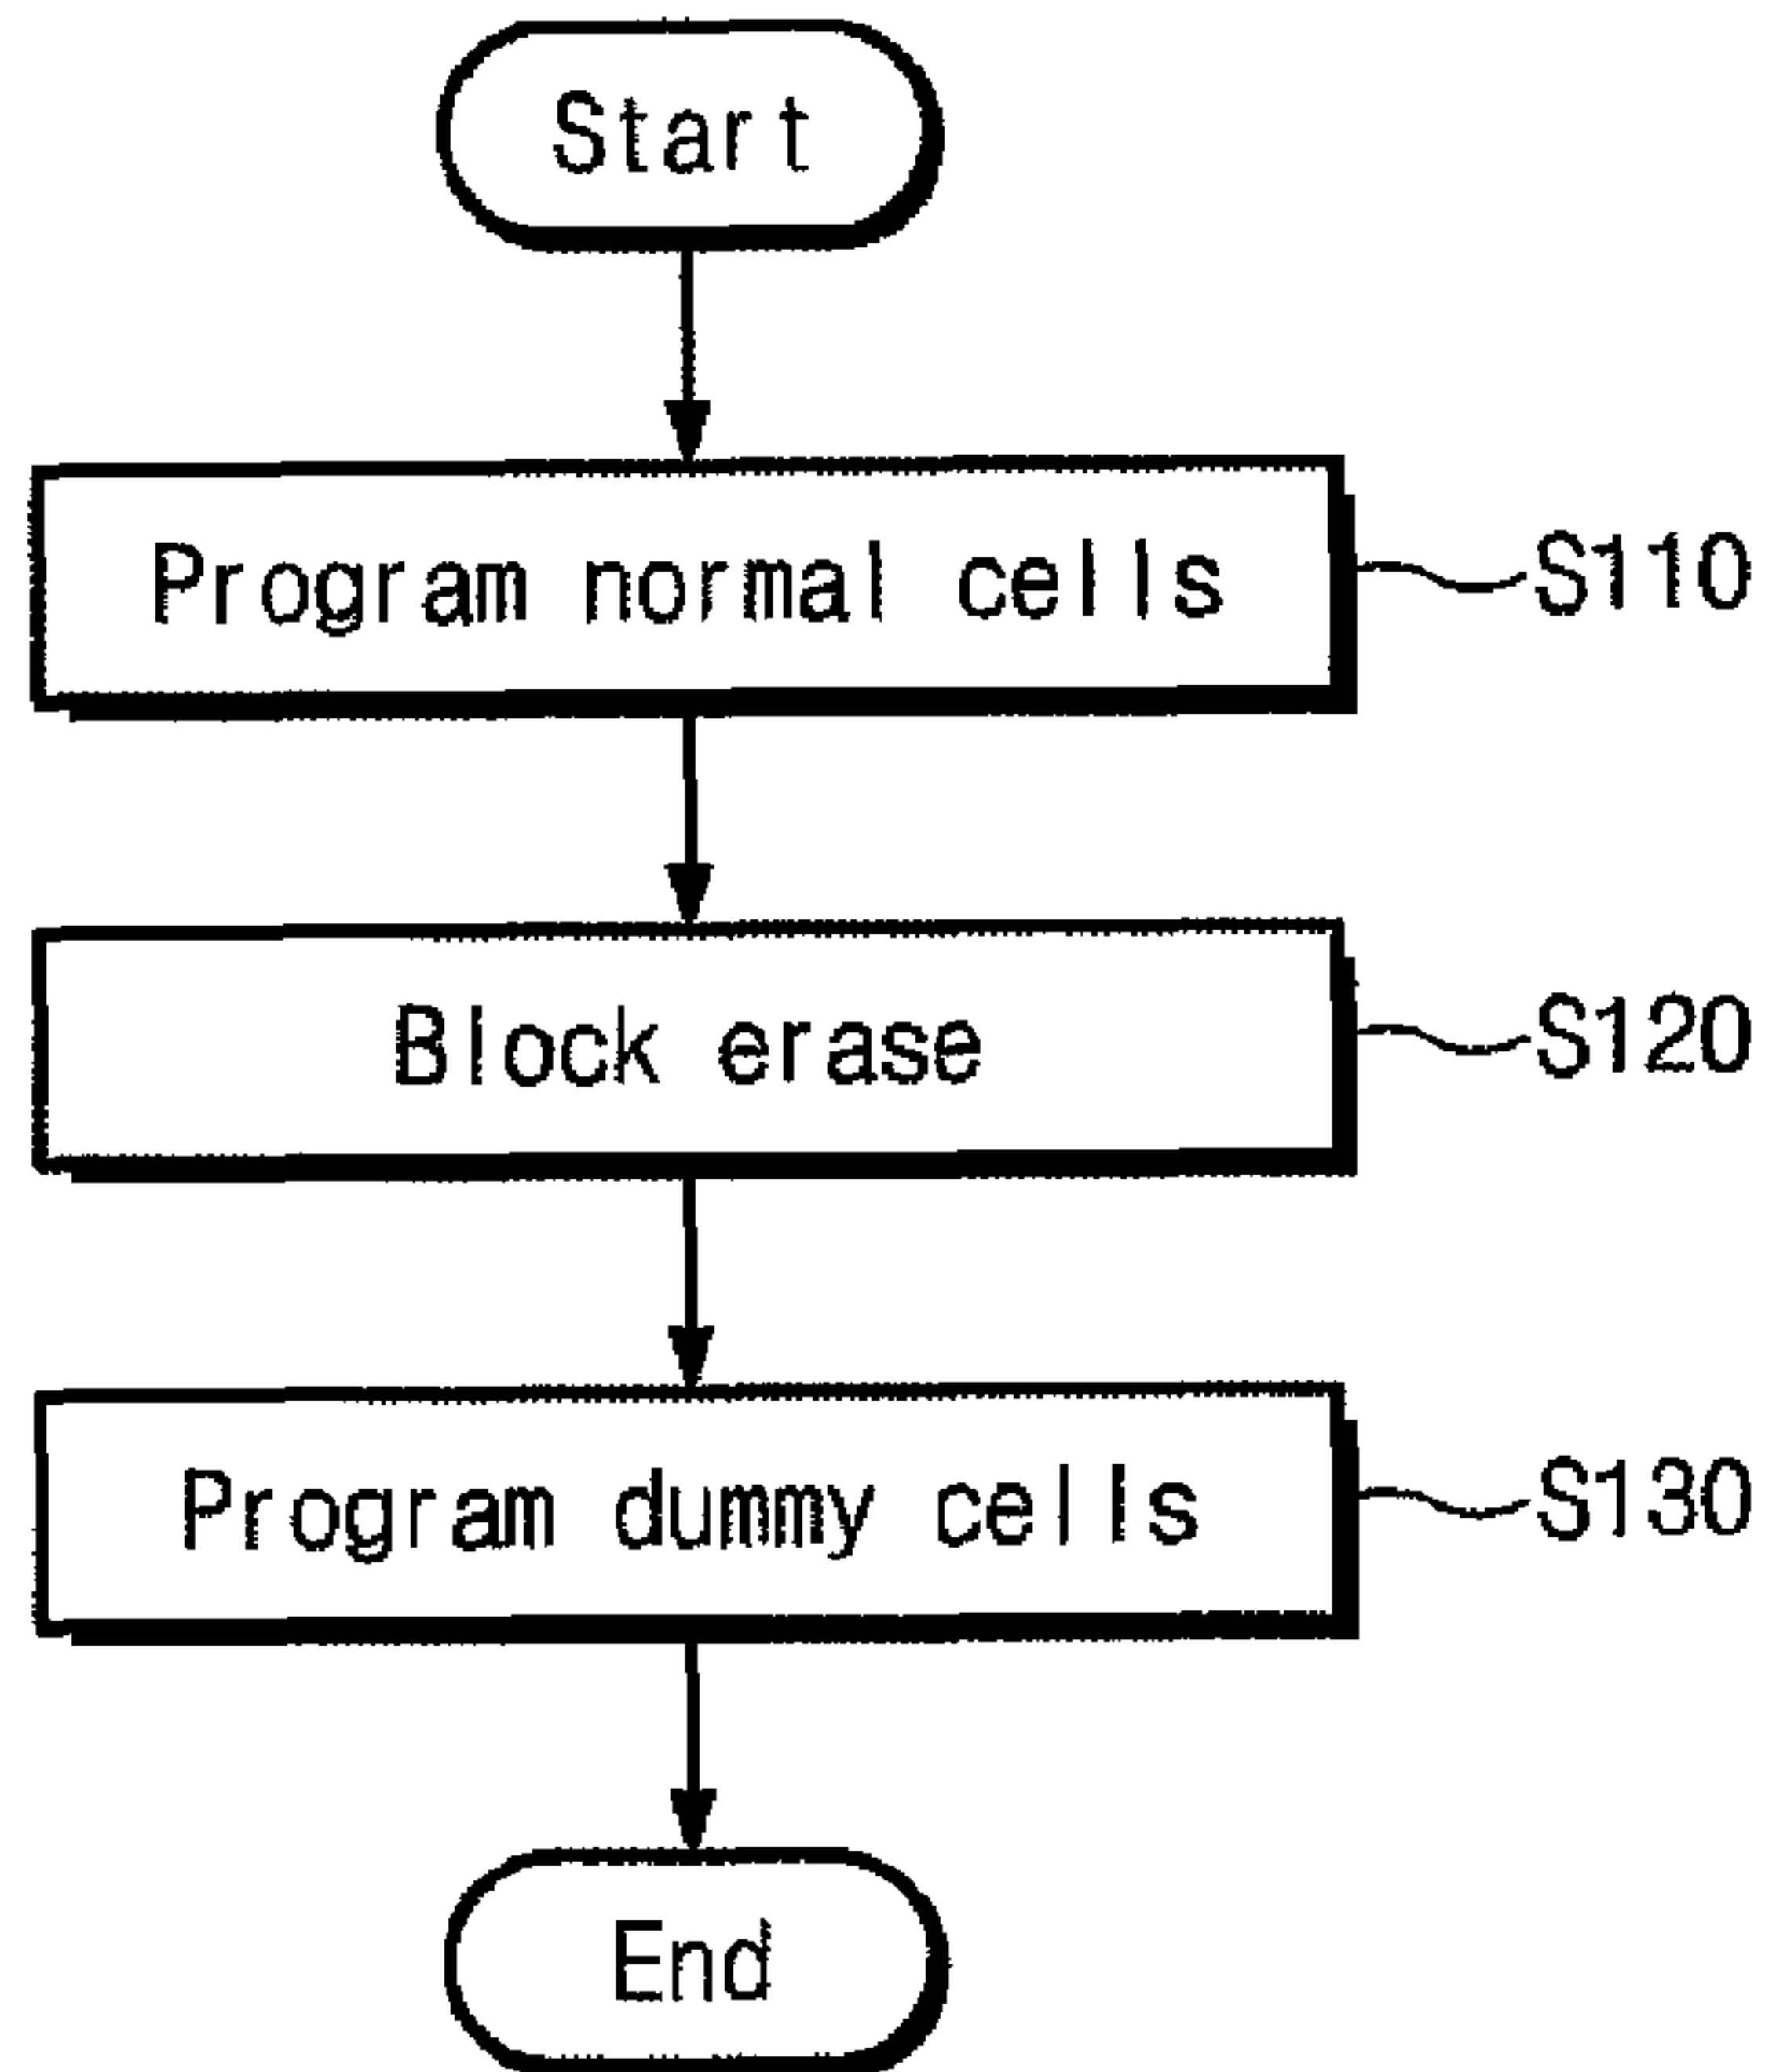 Start
Program normal cells
S110
Block erase
S120
Program dummy cells
S130
End